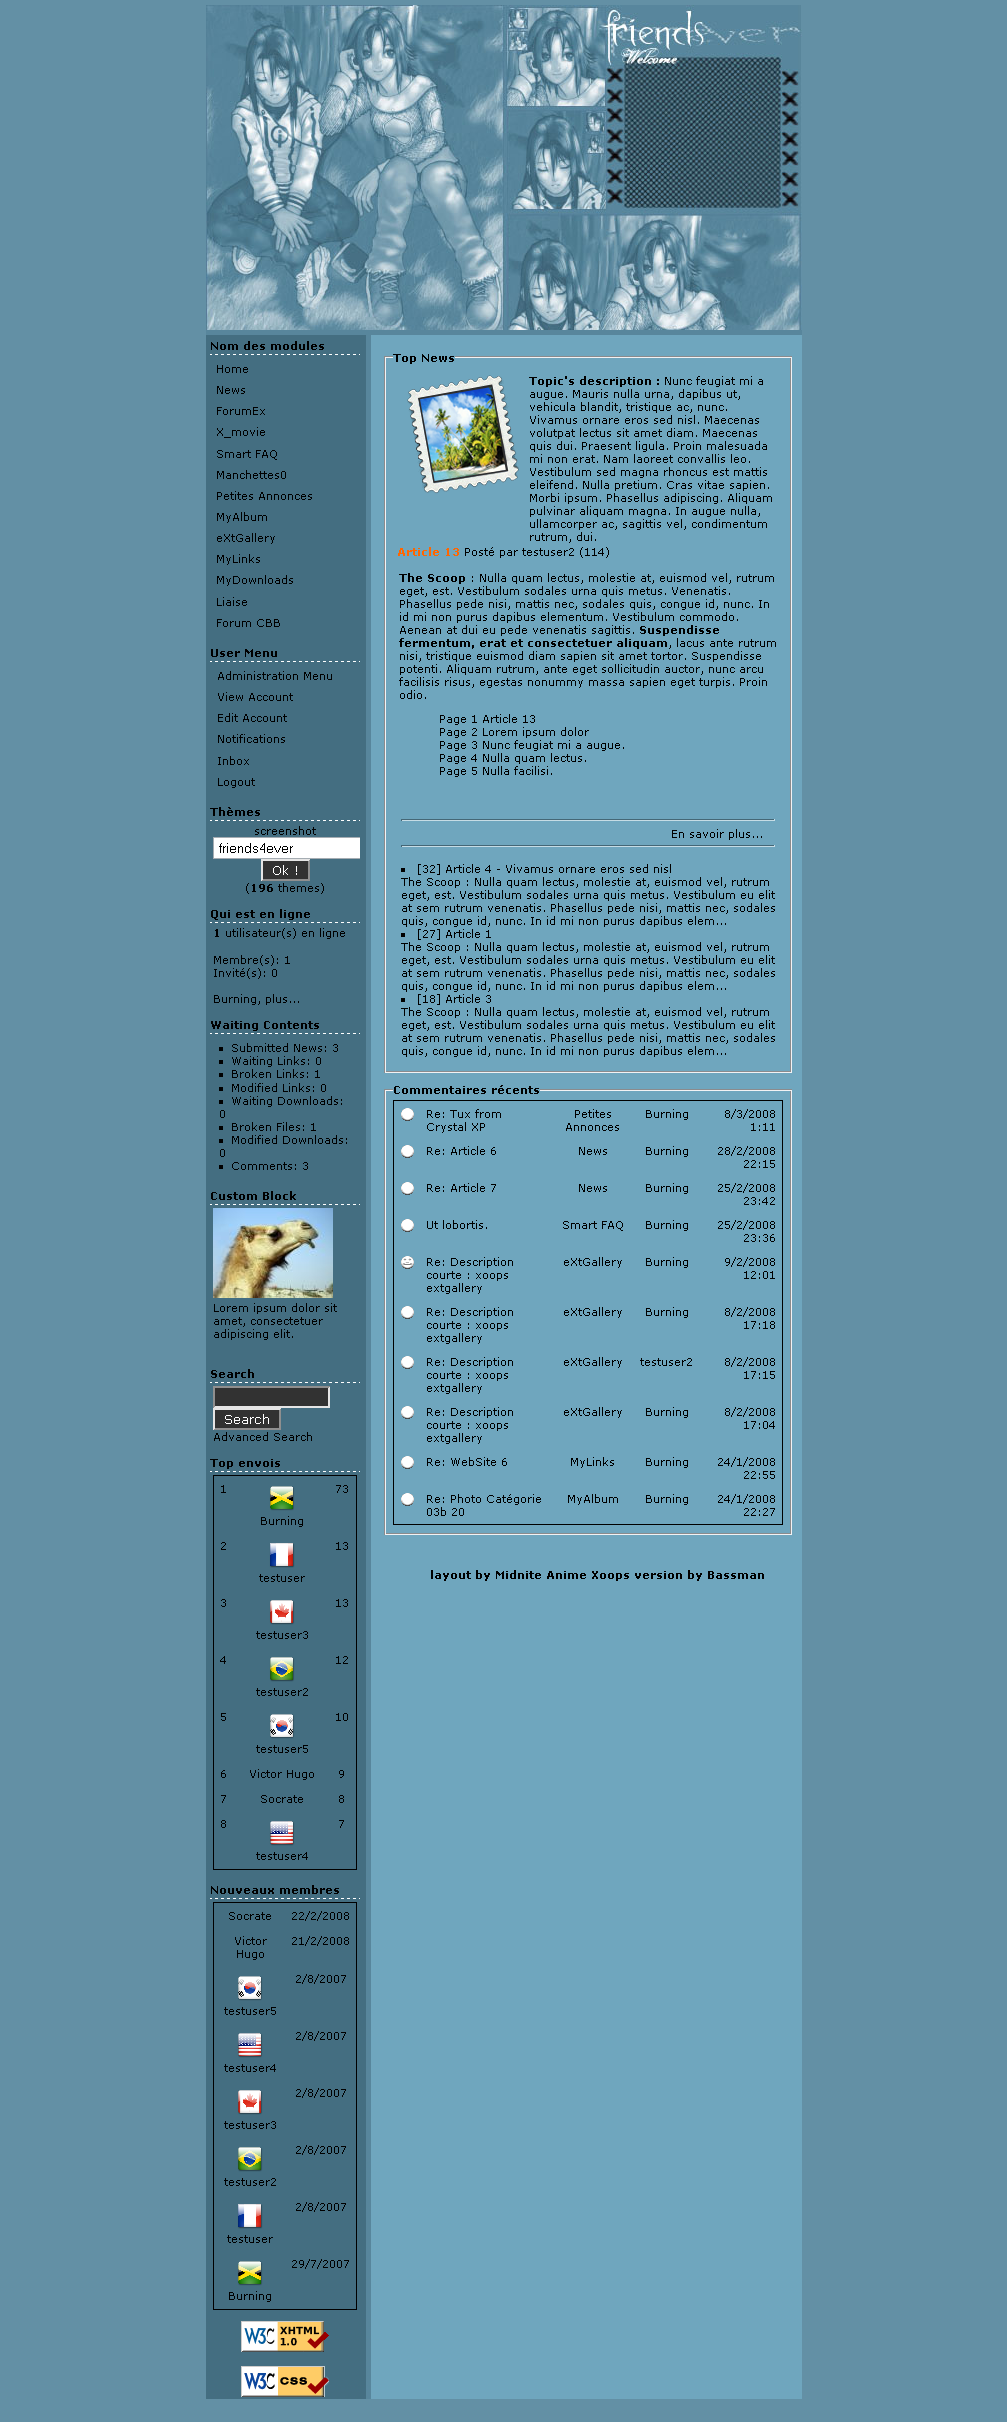 friends4ver
Welcome
Nom des modules
Home
News
ForumEx
X_movie
Smart FAQ
Manchettes0
Petites Annonces
MyAlbum
eXtGallery
MyLinks
MyDownloads
Liaise
Forum CBB
User Menu
Administration Menu
View Account
Edit Account
Notifications
Inbox
Logout
Thèmes
screenshot
friends4ever
Ok !
(196 themes)
Qui est en ligne
1 utilisateur(s) en ligne
Membre(s): 1
Invité(s): 0
Burning, plus...
Waiting Contents
Submitted News: 3
Waiting Links: 0
Broken Links: 1
Modified Links: 0
Waiting Downloads:
0
Broken Files: 1
Modified Downloads:
0
Comments: 3
Custom Block
Lorem ipsum dolor sit
amet, consectetuer
adipiscing elit.
Search
Search
Advanced Search
Top envois
1 73
Burning
2 13
testuser
3 13
testuser3
4 12
testuser2
5 10
testuser5
6 Victor Hugo 9
7 Socrate 8
8 7
testuser4
Nouveaux membres
Socrate 22/2/2008
Victor 21/2/2008
Hugo
2/8/2007
testuser5
2/8/2007
testuser4
2/8/2007
testuser3
2/8/2007
testuser2
2/8/2007
testuser
29/7/2007
Burning
W3C XHTML
1.0
W3C css
Top News
Topic's description : Nunc feugiat mi a
augue. Mauris nulla urna, dapibus ut,
vehicula blandit, tristique ac, nunc.
Vivamus ornare eros sed nisl. Maecenas
volutpat lectus sit amet diam. Maecenas
quis dui. Praesent ligula. Proin malesuada
mi non erat. Nam laoreet convallis leo.
Vestibulum sed magna rhoncus est mattis
eleifend. Nulla pretium. Cras vitae sapien.
Morbi ipsum. Phasellus adipiscing. Aliquam
pulvinar aliquam magna. In augue nulla,
ullamcorper ac, sagittis vel, condimentum
rutrum, dui.
Article 13 Posté par testuser2 (114)
The Scoop : Nulla quam lectus, molestie at, euismod vel, rutrum
eget, est. Vestibulum sodales urna quis metus. Venenatis.
Phasellus pede nisi, mattis nec, sodales quis, congue id, nunc. In
id mi non purus dapibus elementum. Vestibulum commodo.
Aenean at dui eu pede venenatis sagittis. Suspendisse
fermentum, erat et consectetuer aliquam, lacus ante rutrum
nisi, tristique euismod diam sapien sit amet tortor. Suspendisse
potenti. Aliquam rutrum, ante eget sollicitudin auctor, nunc arcu
facilisis risus, egestas nonummy massa sapien eget turpis. Proin
odio.
Page 1 Article 13
Page 2 Lorem ipsum dolor
Page 3 Nunc feugiat mi a augue.
Page 4 Nulla quam lectus.
Page 5 Nulla facilisi.
En savoir plus...
[32] Article 4 - Vivamus ornare eros sed nisl
The Scoop : Nulla quam lectus, molestie at, euismod vel, rutrum
eget, est. Vestibulum sodales urna quis metus. Vestibulum eu elit
at sem rutrum venenatis. Phasellus pede nisi, mattis nec, sodales
quis, congue id, nunc. In id mi non purus dapibus elem...
[27] Article 1
The Scoop : Nulla quam lectus, molestie at, euismod vel, rutrum
eget, est. Vestibulum sodales urna quis metus. Vestibulum eu elit
at sem rutrum venenatis. Phasellus pede nisi, mattis nec, sodales
quis, congue id, nunc. In id mi non purus dapibus elem...
[18] Article 3
The Scoop : Nulla quam lectus, molestie at, euismod vel, rutrum
eget, est. Vestibulum sodales urna quis metus. Vestibulum eu elit
at sem rutrum venenatis. Phasellus pede nisi, mattis nec, sodales
quis, congue id, nunc. In id mi non purus dapibus elem...
Commentaires récents
Re: Tux from Petites Burning 8/3/2008
Crystal XP Annonces 1:11
Re: Article 6 News Burning 28/2/2008
22:15
Re: Article 7 News Burning 25/2/2008
23:42
Ut lobortis. Smart FAQ Burning 25/2/2008
23:36
Re: Description eXtGallery Burning 9/2/2008
courte : xoops 12:01
extgallery
Re: Description eXtGallery Burning 8/2/2008
courte : xoops 17:18
extgallery
Re: Description eXtGallery testuser2 8/2/2008
courte : xoops 17:15
extgallery
Re: Description eXtGallery Burning 8/2/2008
courte : xoops 17:04
extgallery
Re: WebSite 6 MyLinks Burning 24/1/2008
22:55
Re: Photo Catégorie MyAlbum Burning 24/1/2008
03b 20 22:27
layout by Midnite Anime Xoops version by Bassman